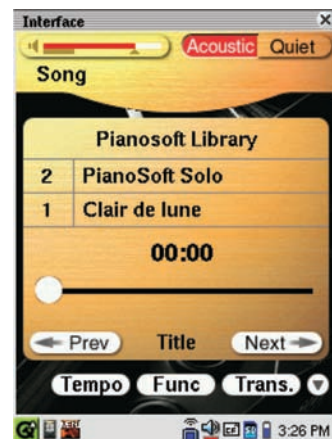 Interface
Acoustic Quiet
Song
Pianosoft Library
2 PianoSoft Solo
1 Clair de lune
00:00
Prev Title Next
Tempo Func Trans.
3:26 PM